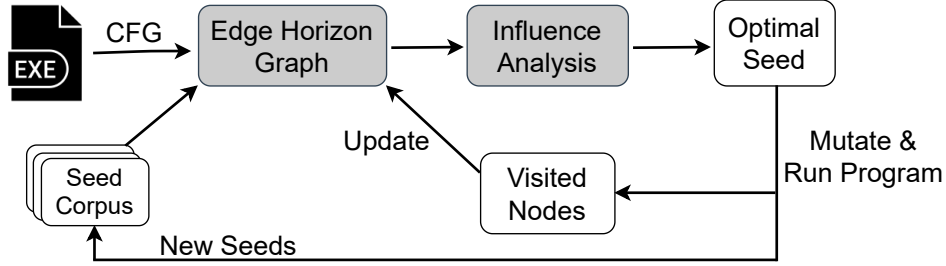 EXE
CFG
Edge Horizon
Graph
Influence
Analysis
Optimal
Seed
Mutate &
Run Program
Update
Visited
Nodes
Seed
Corpus
New Seeds